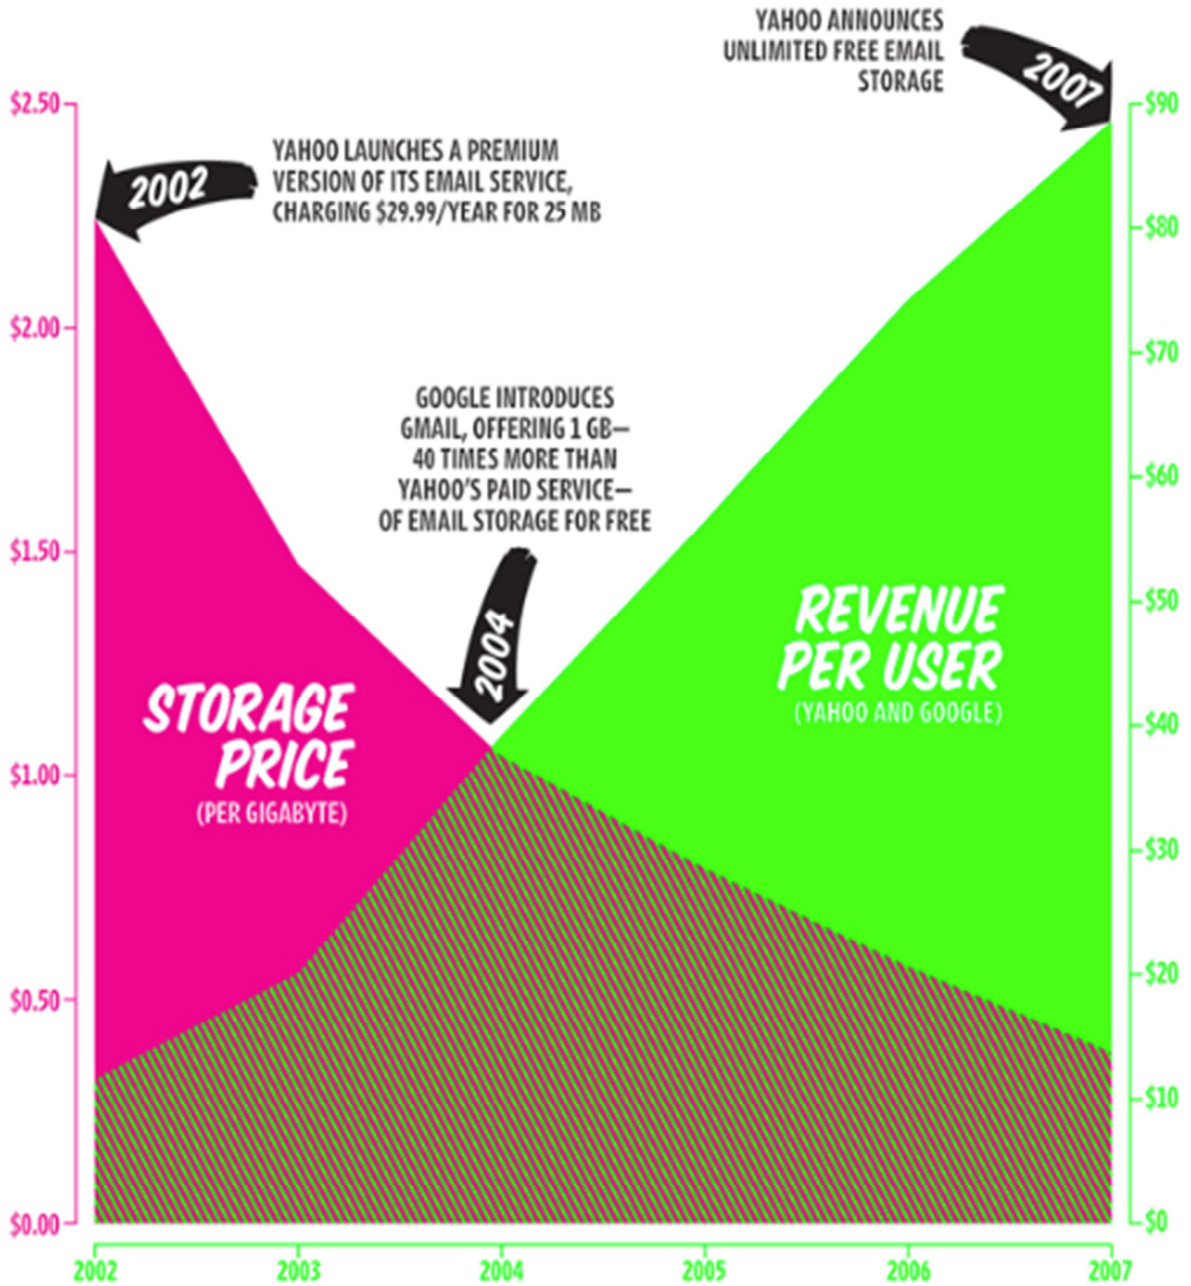 YAHOO ANNOUNCES
UNLIMITED FREE EMAIL
STORAGE
2007
$2.50
$90
2002
YAHOO LAUNCHES A PREMIUM
VERSION OF ITS EMAIL SERVICE,
CHARGING $29.99/YEAR FOR 25 MB
$80
$2.00
$70
GOOGLE INTRODUCES
GMAIL, OFFERING 1 GB—
40 TIMES MORE THAN
YAHOO'S PAID SERVICE—
OF EMAIL STORAGE FOR FREE
$60
$1.50
2004
$50
REVENUE
PER USER
(YAHOO AND GOOGLE)
STORAGE
PRICE
(PER GIGABYTE)
$40
$1.00
$30
$20
$0.50
$10
$0.00
$0
2002
2003
2004
2005
2006
2007